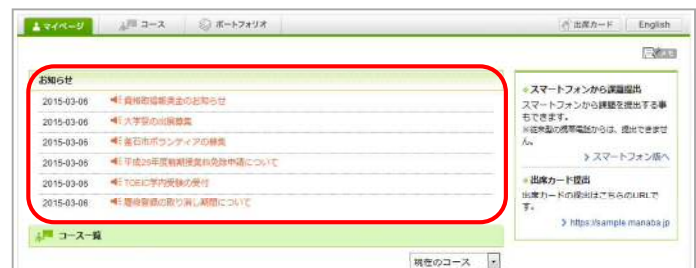 マイページ
コース
ポートフォリオ
出席カード
English
お知らせ
2015-03-06 資格取得報奨金のお知らせ
2015-03-06 大学祭の出展募集
2015-03-06 釜石市ボランティアの募集
2015-03-06 平成28年度前期授業料免除申請について
2015-03-06 TOEIC学内受験の受付
2015-03-06 履修登録の取り消し期間について
コース一覧
現在のコース
スマートフォンから課題提出
スマートフォンから課題を提出する事
もできます。
※従来型の携帯電話からは、提出できませ
ん。
スマートフォン版へ
出席カード提出
出席カードの提出はこちらのURLで
す。
https://sample.manaba.jp